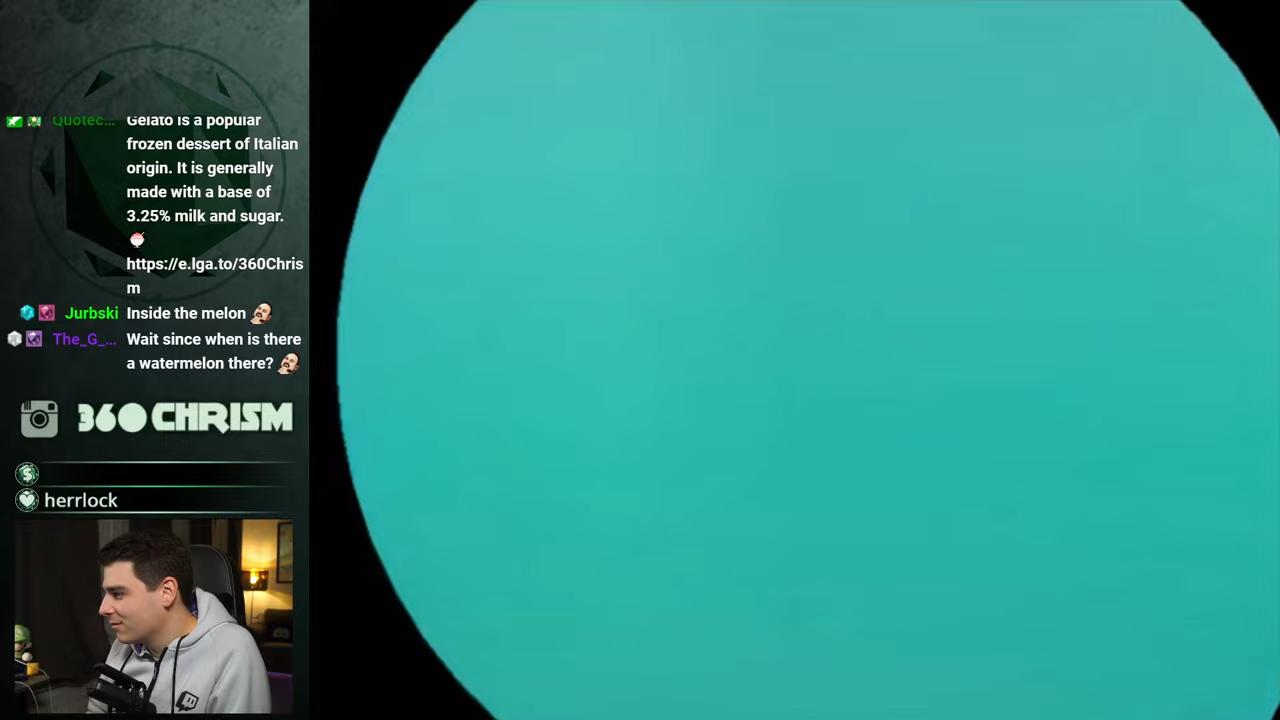 Quotec... Gelato is a popular
frozen dessert of Italian
origin. It is generally
made with a base of
3.25% milk and sugar.
https://e.lga.to/360Chris
m
Jurbski Inside the melon
The_G_... Wait since when is there
a watermelon there?
360CHRISM
$
herrlock